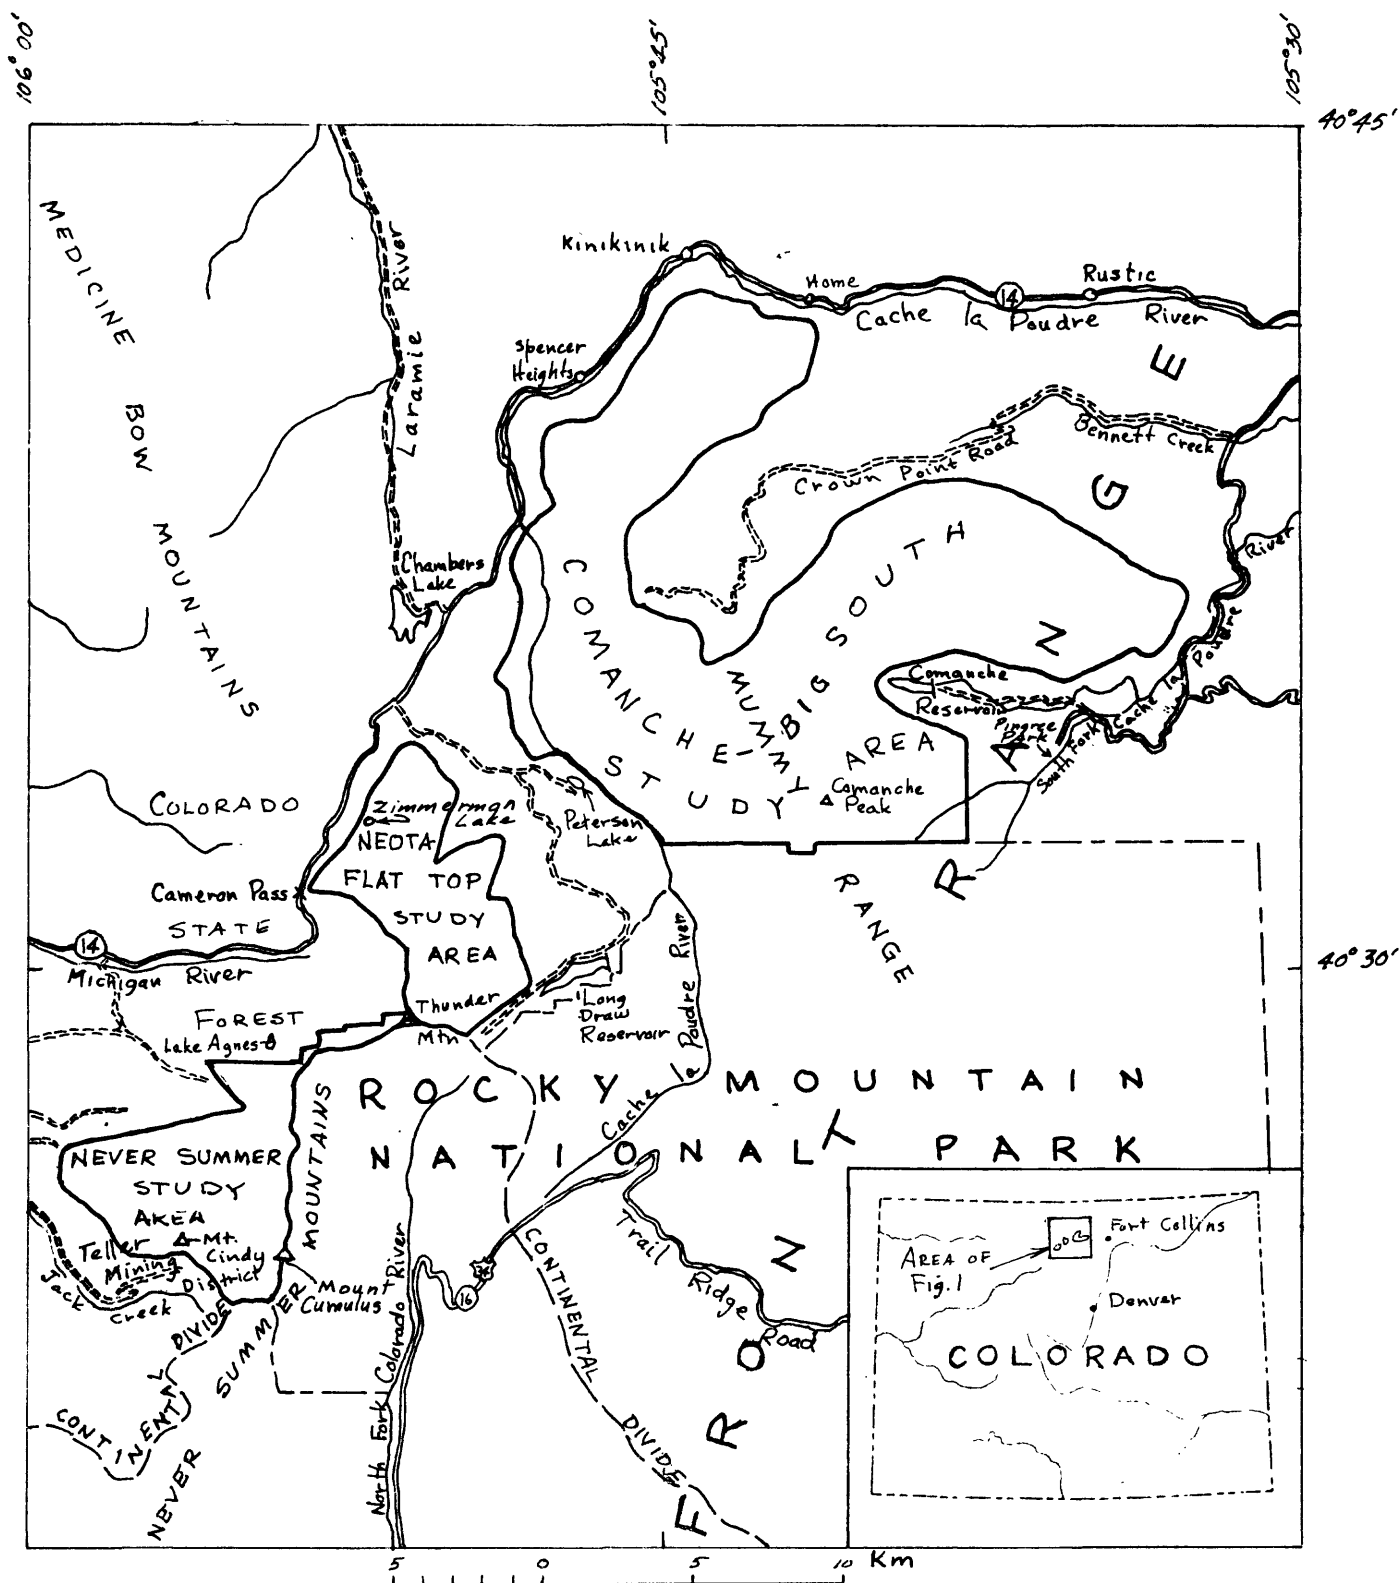 106° 00'
105° 45'
105° 30'
40° 45'
MEDICINE BOW MOUNTAINS
Laramie River
Kinikinik
Home
14
Rustic
Cache la Poudre River
Spencer
Heights
Bennett Creek
Crown Point Road
River
Chambers
Lake
COMANCHE - BIG SOUTH
STUDY AREA
MUMMY
RANGE
Comanche
Reservoir
Pingree
Park
South Fork Cache la Poudre
Comanche
Peak
COLORADO
STATE
FOREST
Zimmerman
Lake
Peterson
Lake
NEOTA
FLAT TOP
STUDY
AREA
Cameron Pass
14
Michigan River
40° 30'
Thunder
Mtn
Long
Draw
Reservoir
Lake Agnes
Cache la Poudre River
ROCKY MOUNTAIN
NATIONAL PARK
NEVER SUMMER
STUDY
AREA
Mt.
Cindy
Teller
Mining
District
Jack Creek
Mount
Cumulus
NEVER SUMMER MOUNTAINS
CONTINENTAL DIVIDE
North Fork Colorado River
16
CONTINENTAL DIVIDE
Trail Ridge Road
FRONT RANGE
AREA OF
Fig. 1
Fort Collins
Denver
COLORADO
5 0 5 10 Km